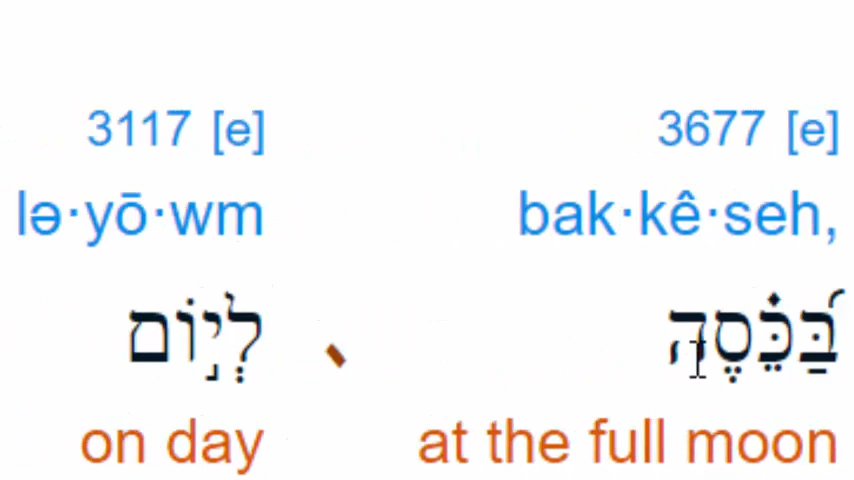 3117 [e] 3677 [e]
lə·yō·wm bak·kê·seh,
בַּ֝כֵּ֗סֶה לְי֣וֹם
on day at the full moon